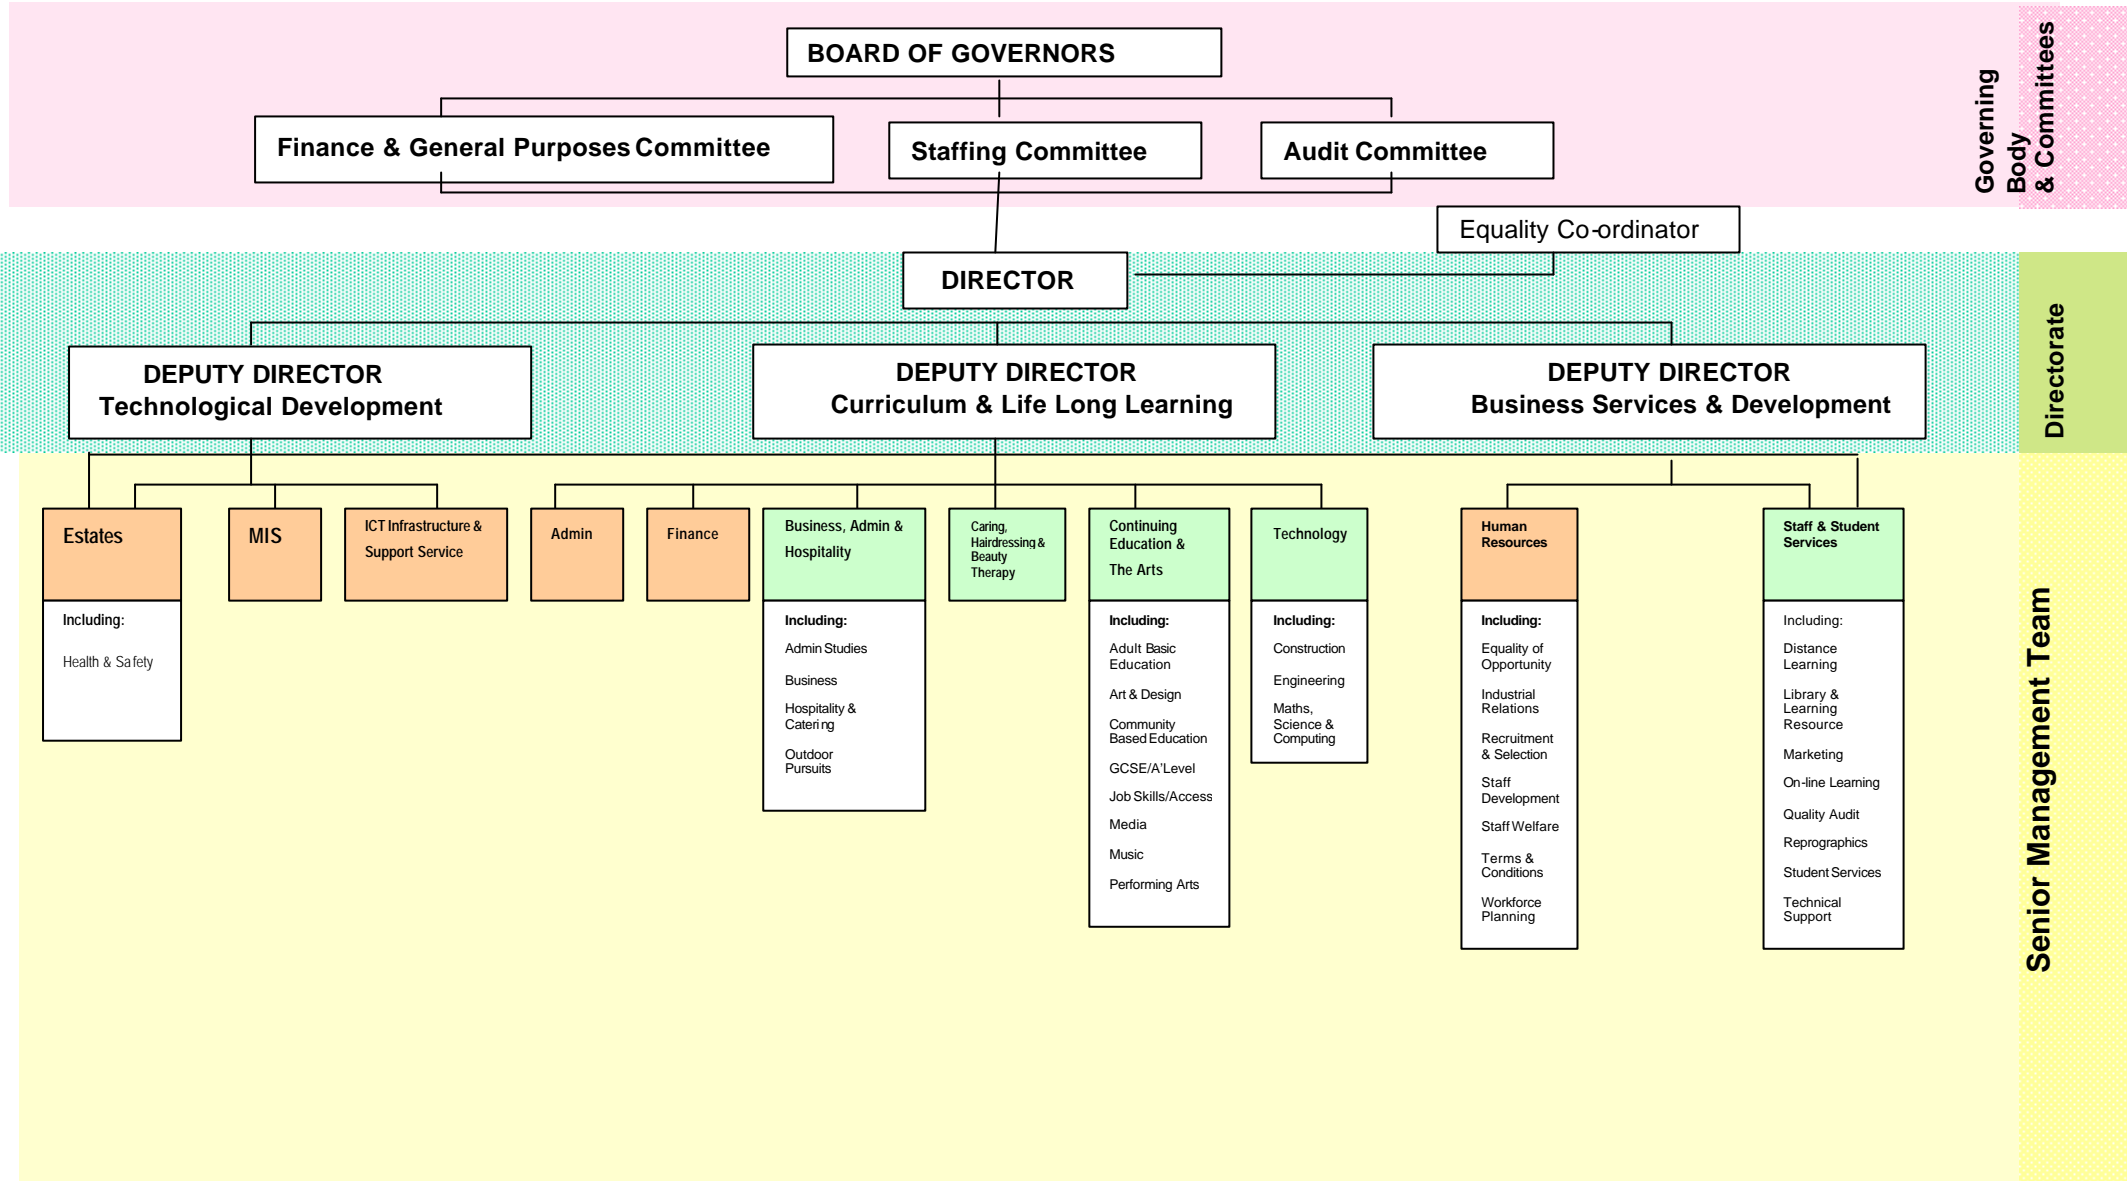 BOARD OF GOVERNORS
Governing
Body
& Committees
Finance & General Purposes Committee
Staffing Committee
Audit Committee
Equality Co-ordinator
DIRECTOR
Directorate
DEPUTY DIRECTOR
Technological Development
DEPUTY DIRECTOR
Curriculum & Life Long Learning
DEPUTY DIRECTOR
Business Services & Development
Senior Management Team
Estates
Including:
Health & Safety
MIS
ICT Infrastructure &
Support Service
Admin
Finance
Business, Admin &
Hospitality
Including:
Admin Studies
Business
Hospitality &
Catering
Outdoor
Pursuits
Caring,
Hairdressing &
Beauty
Therapy
Continuing
Education &
The Arts
Including:
Adult Basic
Education
Art & Design
Community
Based Education
GCSE/A'Level
Job Skills/Access
Media
Music
Performing Arts
Technology
Including:
Construction
Engineering
Maths,
Science &
Computing
Human
Resources
Including:
Equality of
Opportunity
Industrial
Relations
Recruitment
& Selection
Staff
Development
Staff Welfare
Terms &
Conditions
Workforce
Planning
Staff & Student
Services
Including:
Distance
Learning
Library &
Learning
Resource
Marketing
On-line Learning
Quality Audit
Reprographics
Student Services
Technical
Support